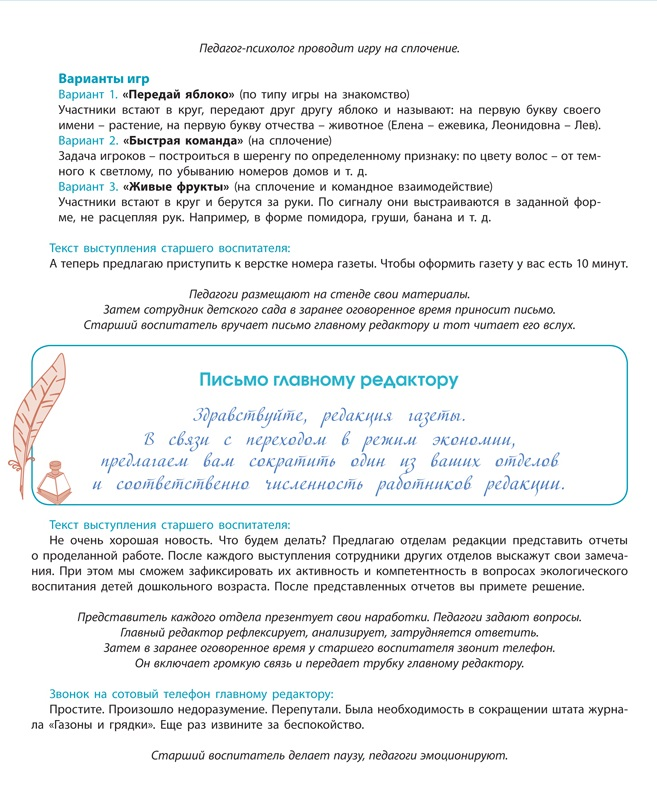 Педагог-психолог проводит игру на сплочение.
Варианты игр
Вариант 1. «Передай яблоко» (по типу игры на знакомство)
Участники встают в круг, передают друг другу яблоко и называют: на первую букву своего
имени – растение, на первую букву отчества – животное (Елена – ежевика, Леонидовна – Лев).
Вариант 2. «Быстрая команда» (на сплочение)
Задача игроков – построиться в шеренгу по определенному признаку: по цвету волос – от тем-
ного к светлому, по убыванию номеров домов и т. д.
Вариант 3. «Живые фрукты» (на сплочение и командное взаимодействие)
Участники встают в круг и берутся за руки. По сигналу они выстраиваются в заданной фор-
ме, не расцепляя рук. Например, в форме помидора, груши, банана и т. д.
Текст выступления старшего воспитателя:
А теперь предлагаю приступить к верстке номера газеты. Чтобы оформить газету у вас есть 10 минут.
Педагоги размещают на стенде свои материалы.
Затем сотрудник детского сада в заранее оговоренное время приносит письмо.
Старший воспитатель вручает письмо главному редактору и тот читает его вслух.
Письмо главному редактору
Здравствуйте, редакция газеты.
В связи с переходом в режим экономии,
предлагаем вам сократить один из ваших отделов
и соответственно численность работников редакции.
Текст выступления старшего воспитателя:
Не очень хорошая новость. Что будем делать? Предлагаю отделам редакции представить отчеты
о проделанной работе. После каждого выступления сотрудники других отделов выскажут свои замеча-
ния. При этом мы сможем зафиксировать их активность и компетентность в вопросах экологического
воспитания детей дошкольного возраста. После представленных отчетов вы примете решение.
Представитель каждого отдела презентует свои наработки. Педагоги задают вопросы.
Главный редактор рефлексирует, анализирует, затрудняется ответить.
Затем в заранее оговоренное время у старшего воспитателя звонит телефон.
Он включает громкую связь и передает трубку главному редактору.
Звонок на сотовый телефон главному редактору:
Простите. Произошло недоразумение. Перепутали. Была необходимость в сокращении штата журна-
ла «Газоны и грядки». Еще раз извините за беспокойство.
Старший воспитатель делает паузу, педагоги эмоционируют.